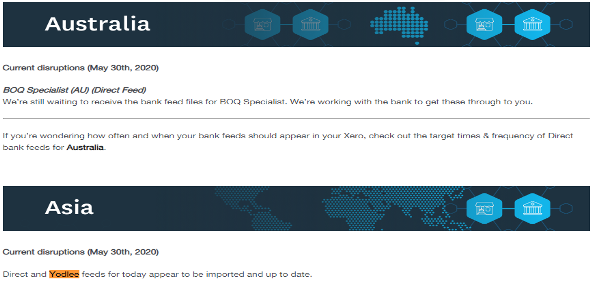 Australia
Current disruptions (May 30th, 2020)
BOQ Specialist (AU) (Direct Feed)
We're still waiting to receive the bank feed files for BOQ Specialist. We're working with the bank to get these through to you.
If you're wondering how often and when your bank feeds should appear in your Xero, check out the target times & frequency of Direct
bank feeds for Australia.
Asia
Current disruptions (May 30th, 2020)
Direct and Yodlee feeds for today appear to be imported and up to date.